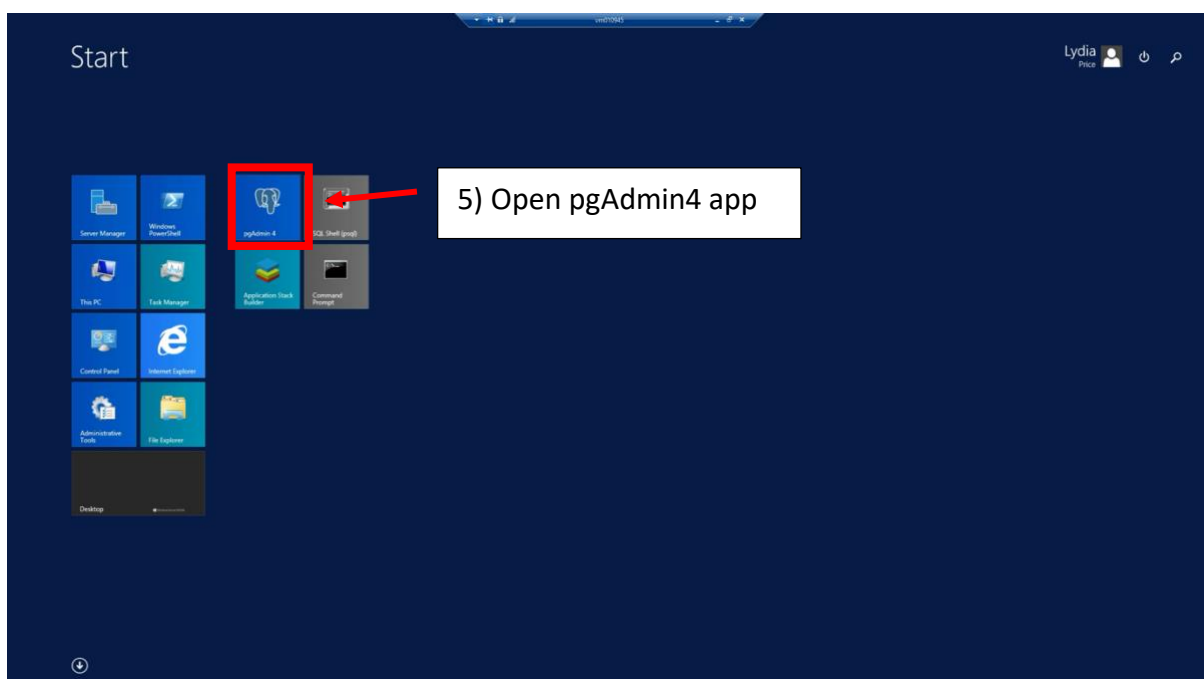 vm010945
Start
Lydia
Price
5) Open pgAdmin4 app
Server Manager
Windows
PowerShell
pgAdmin 4
SQL Shell (psql)
This PC
Task Manager
Application Stack
Builder
Command
Prompt
Control Panel
Internet Explorer
Administrative
Tools
File Explorer
Desktop